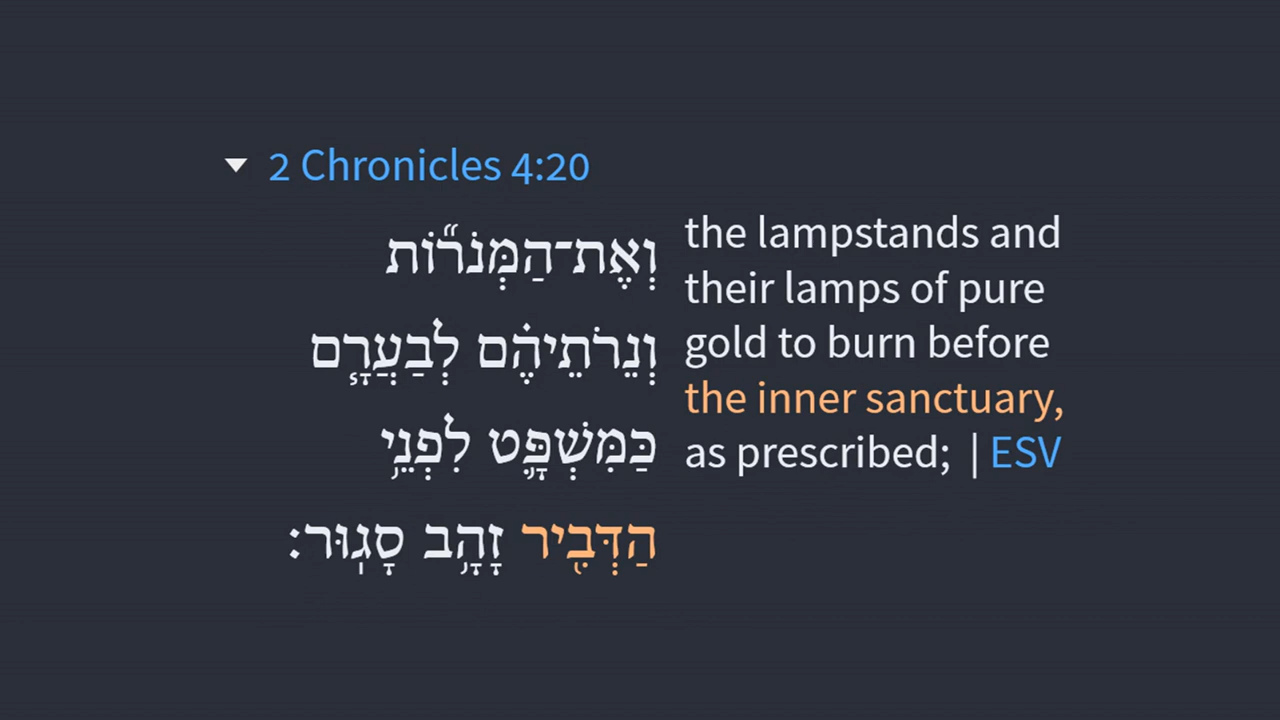 2 Chronicles 4:20
וְאֶת־הַמְּנֹר֞וֹת
וְנֵרֹתֵיהֶ֗ם לְבַעֲרָ֧ם
כַּמִּשְׁפָּ֛ט לִפְנֵ֥י
הַדְּבִ֖יר זָהָ֥ב סָגֽוּר׃
the lampstands and
their lamps of pure
gold to burn before
the inner sanctuary,
as prescribed; | ESV